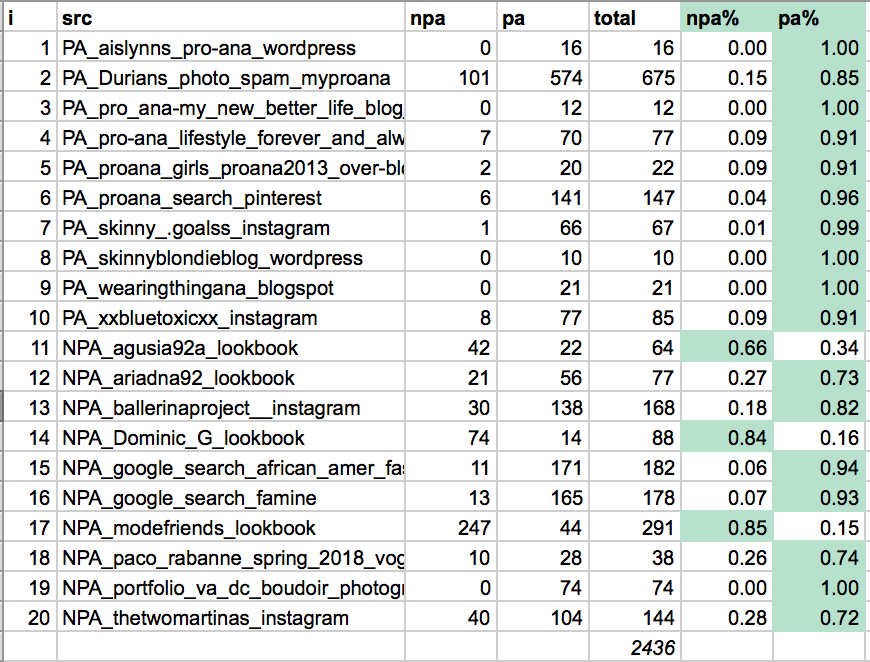 i src npa pa total npa% pa%
1 PA_aislynns_pro-ana_wordpress 0 16 16 0.00 1.00
2 PA_Durians_photo_spam_myproana 101 574 675 0.15 0.85
3 PA_pro_ana-my_new_better_life_blog_ 0 12 12 0.00 1.00
4 PA_pro-ana_lifestyle_forever_and_alw 7 70 77 0.09 0.91
5 PA_proana_girls_proana2013_over-blo 2 20 22 0.09 0.91
6 PA_proana_search_pinterest 6 141 147 0.04 0.96
7 PA_skinny_.goalss_instagram 1 66 67 0.01 0.99
8 PA_skinnyblondieblog_wordpress 0 10 10 0.00 1.00
9 PA_wearingthingana_blogspot 0 21 21 0.00 1.00
10 PA_xxbluetoxicxx_instagram 8 77 85 0.09 0.91
11 NPA_agusia92a_lookbook 42 22 64 0.66 0.34
12 NPA_ariadna92_lookbook 21 56 77 0.27 0.73
13 NPA_ballerinaproject__instagram 30 138 168 0.18 0.82
14 NPA_Dominic_G_lookbook 74 14 88 0.84 0.16
15 NPA_google_search_african_amer_fas 11 171 182 0.06 0.94
16 NPA_google_search_famine 13 165 178 0.07 0.93
17 NPA_modefriends_lookbook 247 44 291 0.85 0.15
18 NPA_paco_rabanne_spring_2018_vog 10 28 38 0.26 0.74
19 NPA_portfolio_va_dc_boudoir_photogr 0 74 74 0.00 1.00
20 NPA_thetwomartinas_instagram 40 104 144 0.28 0.72
2436